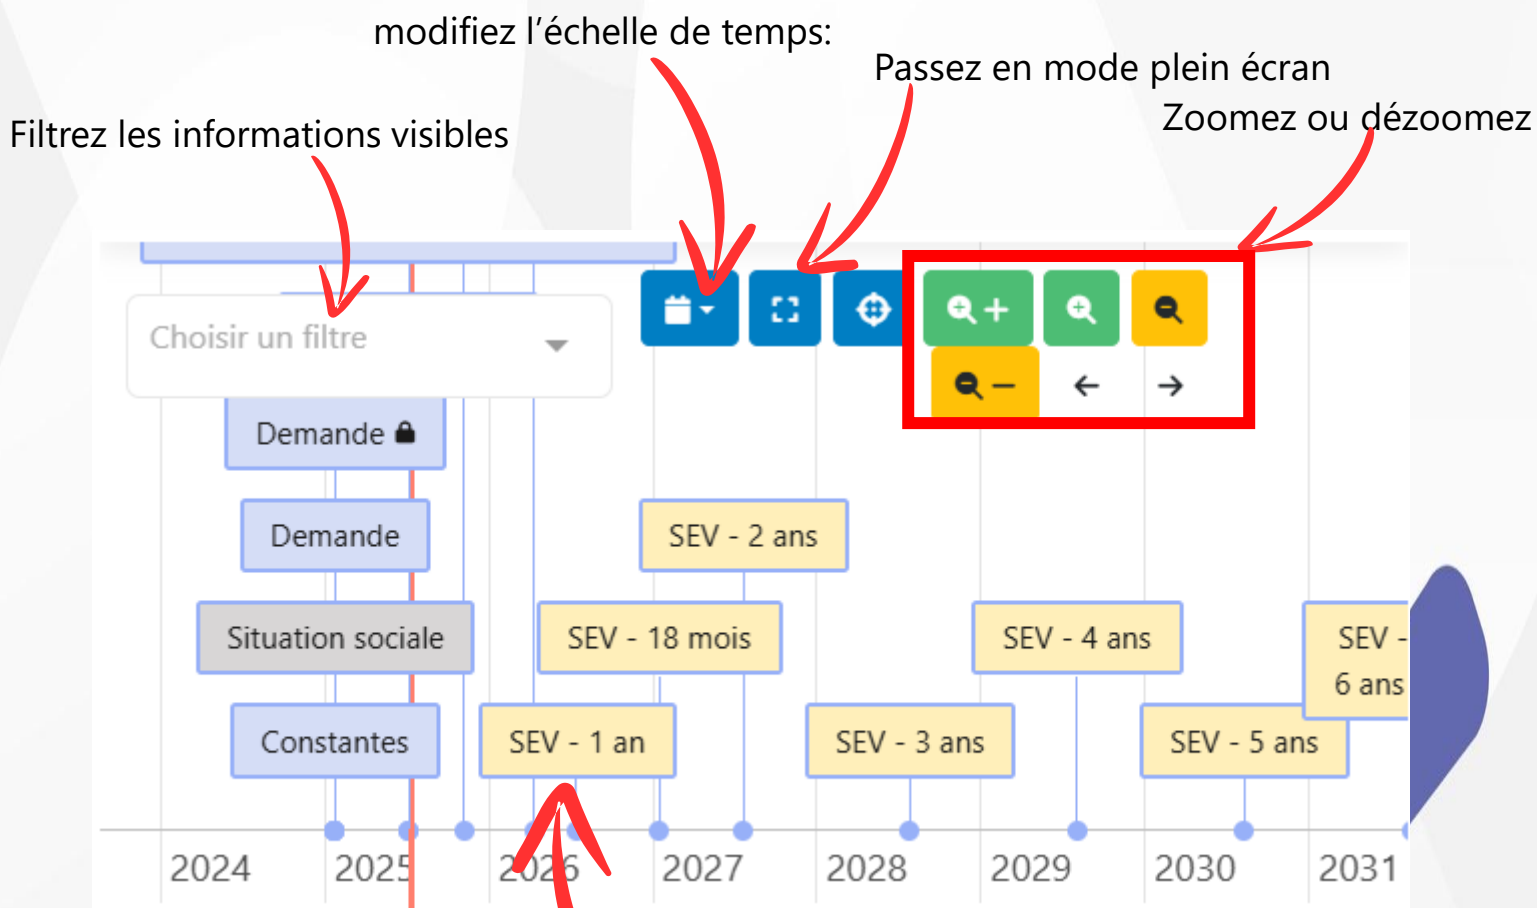 modifiez l’échelle de temps:
Passez en mode plein écran
Zoomez ou dézoomez
Filtrez les informations visibles
Choisir un filtre
Demande
Demande
SEV - 2 ans
Situation sociale
SEV - 18 mois
SEV - 4 ans
SEV -
6 ans
Constantes
SEV - 1 an
SEV - 3 ans
SEV - 5 ans
2024
2025
2026
2027
2028
2029
2030
2031